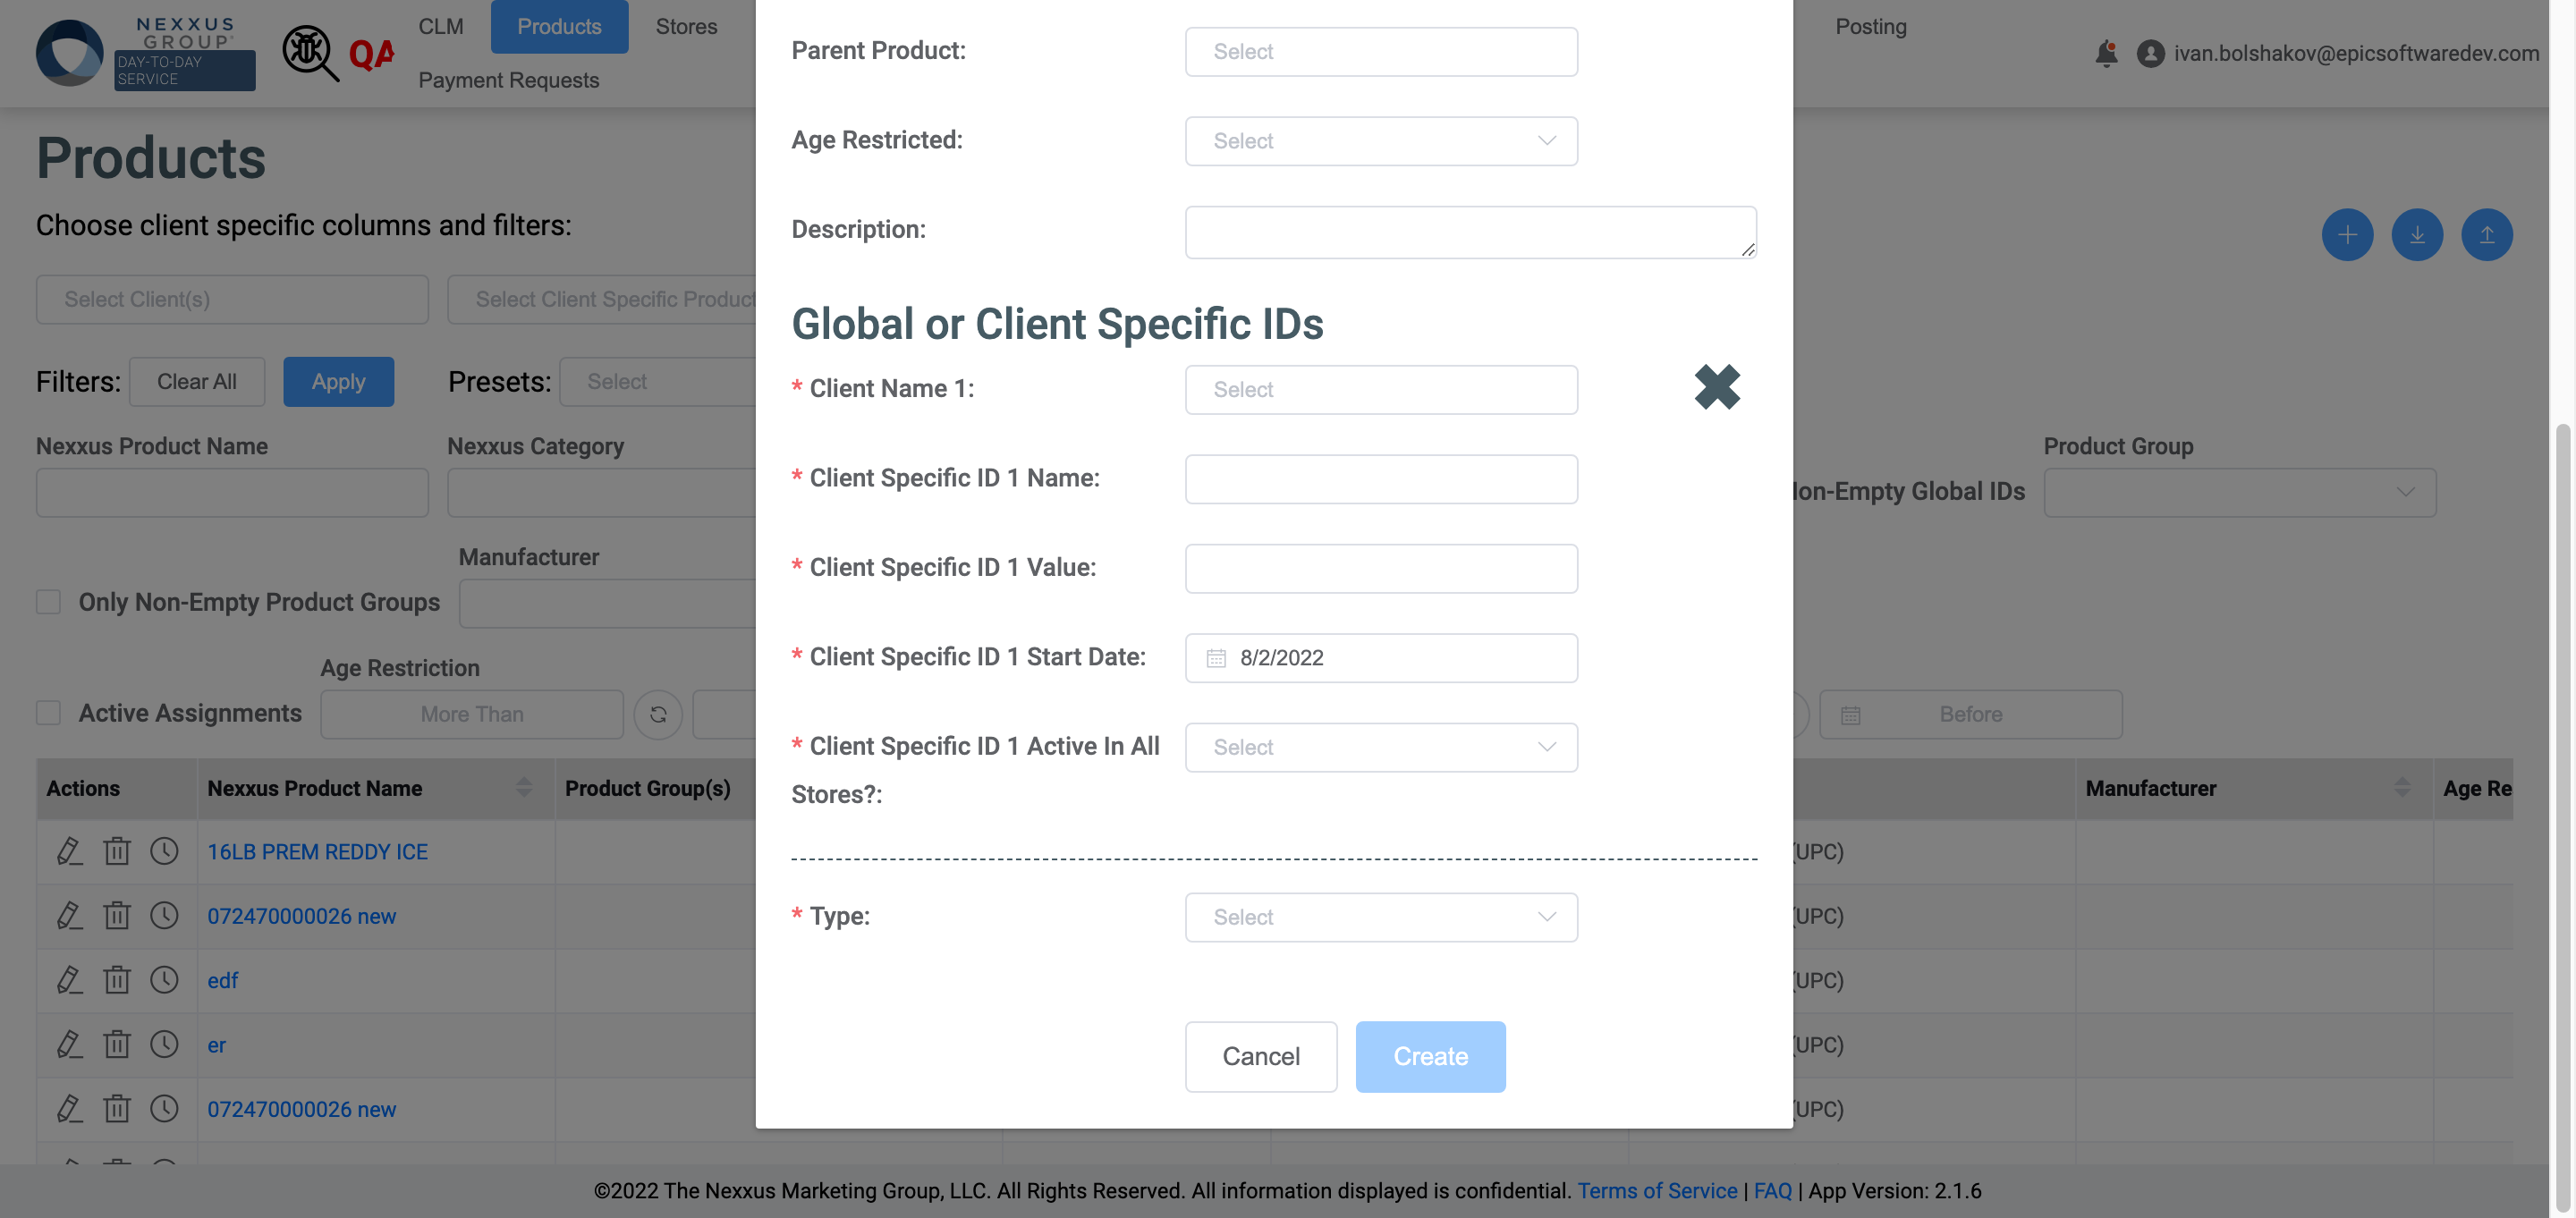 NEXXUS
GROUP
DAY-TO-DAY
SERVICE
QA
CLM
Products
Stores
Payment Requests
Posting
ivan.bolshakov@epicsoftwaredev.com
Products
Choose client specific columns and filters:
Select Client(s)
Select Client Specific Product
Filters:
Clear All
Apply
Presets:
Select
Nexxus Product Name
Nexxus Category
Non-Empty Global IDs
Product Group
Only Non-Empty Product Groups
Manufacturer
Active Assignments
Age Restriction
More Than
Before
Actions
Nexxus Product Name
Product Group(s)
Manufacturer
Age Re
16LB PREM REDDY ICE
(UPC)
072470000026 new
(UPC)
edf
(UPC)
er
(UPC)
072470000026 new
(UPC)
Parent Product:
Select
Age Restricted:
Select
Description:
Global or Client Specific IDs
* Client Name 1:
Select
* Client Specific ID 1 Name:
* Client Specific ID 1 Value:
* Client Specific ID 1 Start Date:
8/2/2022
* Client Specific ID 1 Active In All
Stores?:
Select
* Type:
Select
Cancel
Create
©2022 The Nexxus Marketing Group, LLC. All Rights Reserved. All information displayed is confidential. Terms of Service | FAQ | App Version: 2.1.6